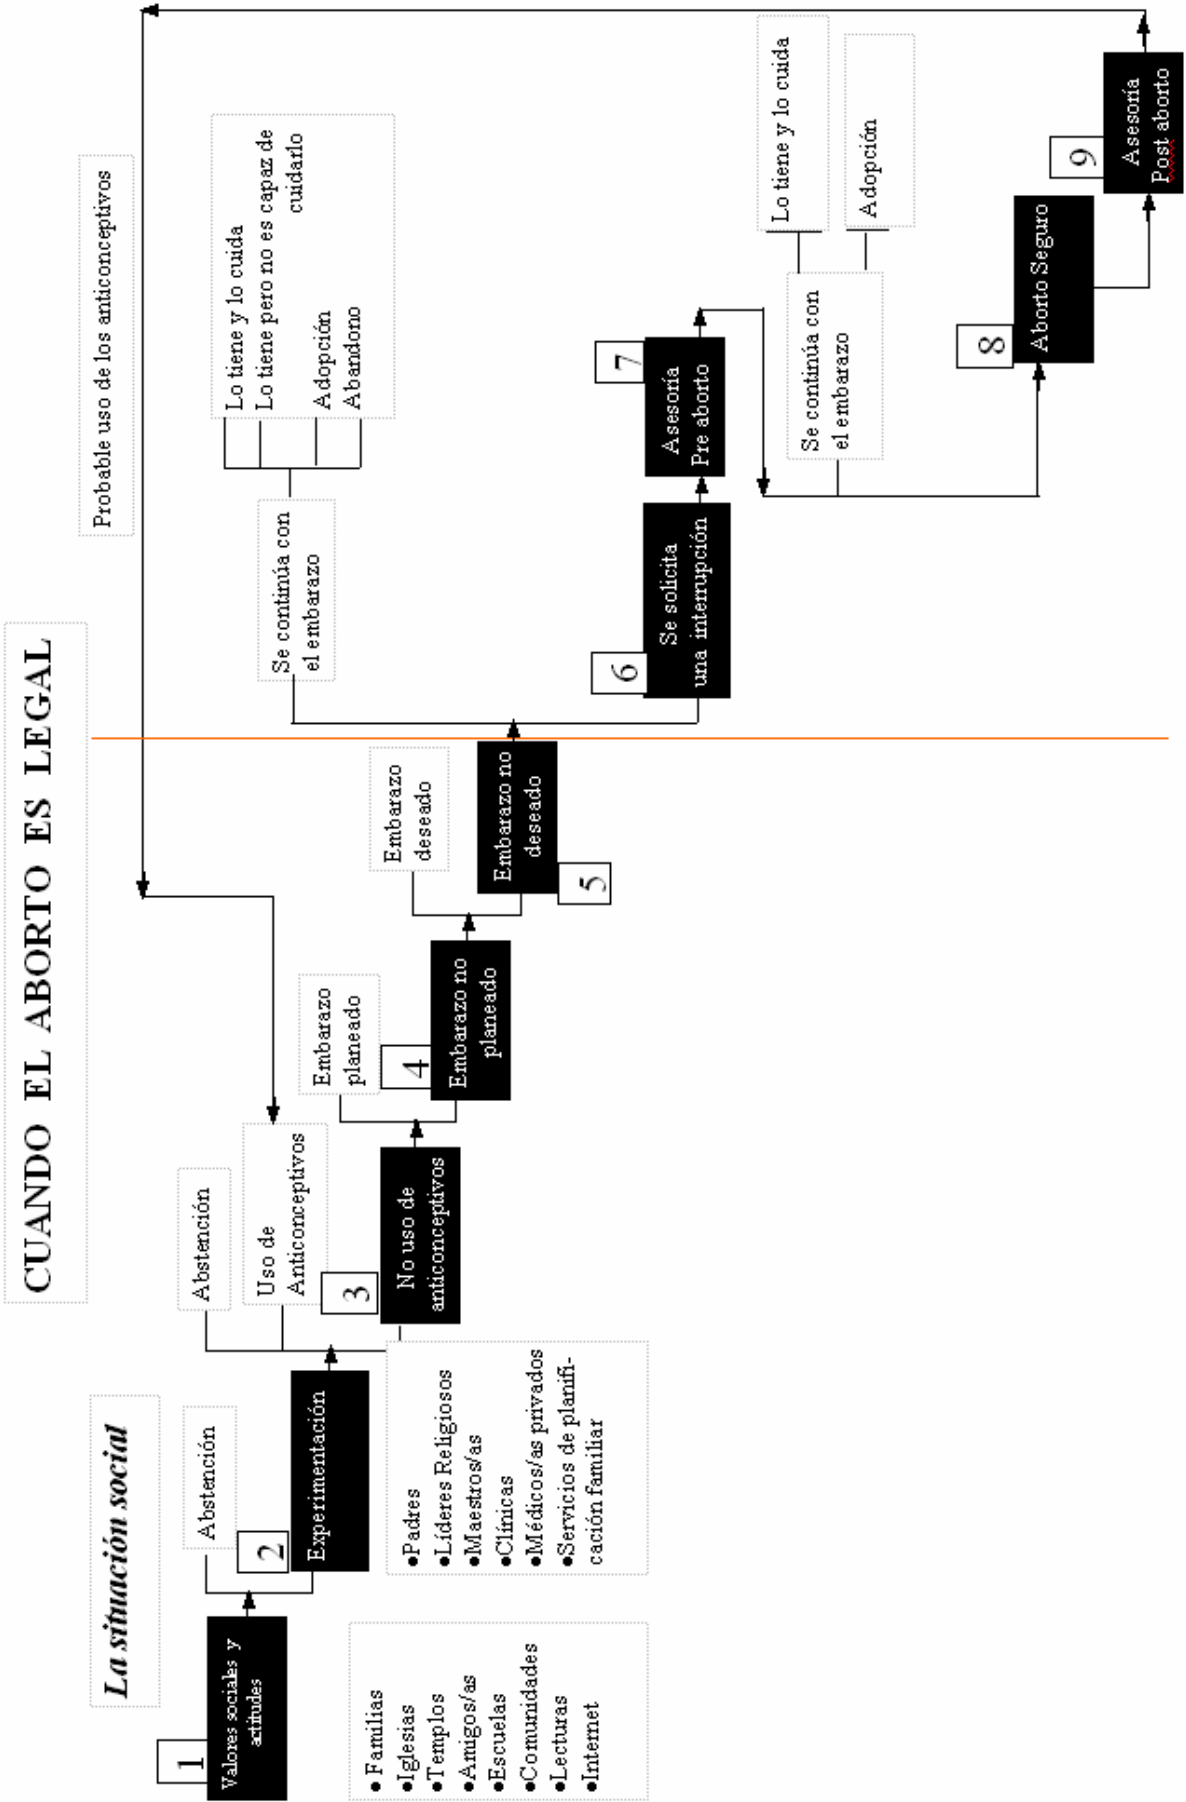 CUANDO EL ABORTO ES LEGAL
La situación social
Probable uso de los anticonceptivos
1
Valores sociales y
actitudes
• Familias
•Iglesias
•Templos
•Amigos/as
•Escuelas
•Comunidades
•Lecturas
•Internet
Abstención
2
Experimentación
•Padres
•Líderes Religiosos
•Maestros/as
•Clínicas
•Médicos/as privados
•Servicios de planifi-
cación familiar
Abstención
Uso de
Anticonceptivos
3
No uso de
anticonceptivos
Embarazo
planeado
4
Embarazo no
planeado
Embarazo
deseado
Embarazo no
deseado
5
Se continúa con
el embarazo
Lo tiene y lo cuida
Lo tiene pero no es capaz de
cuidarlo
Adopción
Abandono
6
Se solicita
una interrupción
7
Asesoría
Pre aborto
Se continúa con
el embarazo
Lo tiene y lo cuida
Adopción
8
Aborto Seguro
9
Asesoría
Post aborto